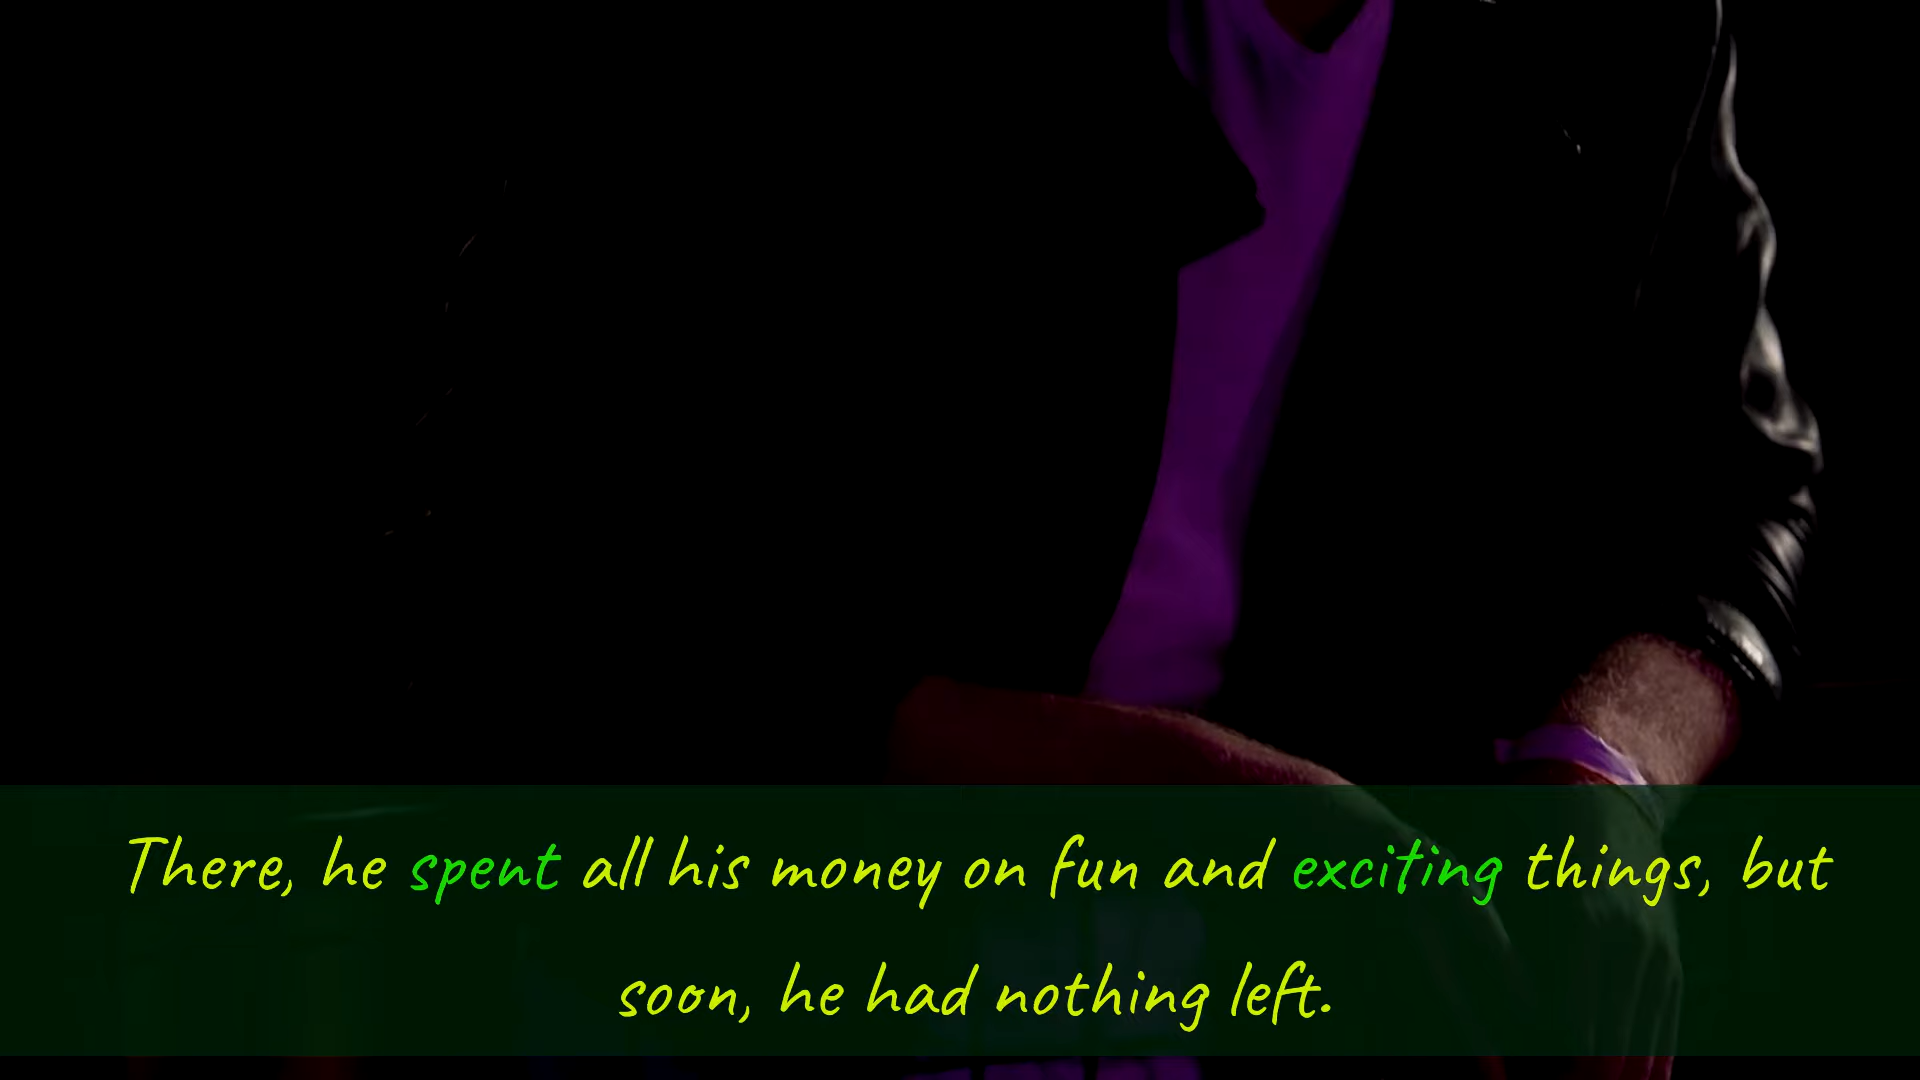 There, he spent all his money on fun and exciting things, but
soon, he had nothing left.